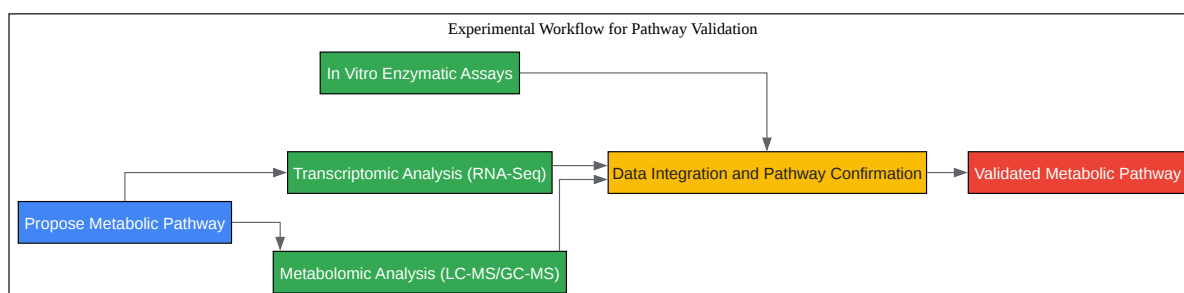 Experimental Workflow for Pathway Validation
In Vitro Enzymatic Assays
Transcriptomic Analysis (RNA-Seq)
Data Integration and Pathway Confirmation
Validated Metabolic Pathway
Propose Metabolic Pathway
Metabolomic Analysis (LC-MS/GC-MS)